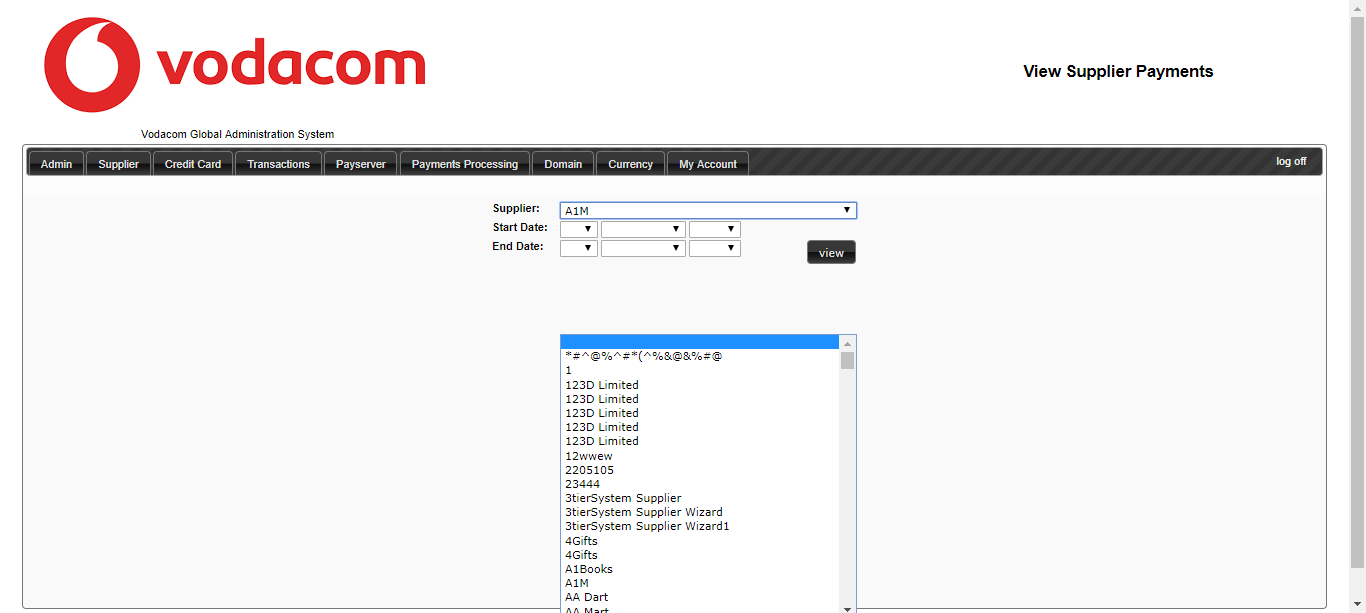 vodacom
View Supplier Payments
Vodacom Global Administration System
Admin Supplier Credit Card Transactions Payserver Payments Processing Domain Currency My Account log off
Supplier: A1M
Start Date:
End Date:
view
*#^@%^#*(^%&@&%#@
1
123D Limited
123D Limited
123D Limited
123D Limited
123D Limited
12wwew
2205105
23444
3tierSystem Supplier
3tierSystem Supplier Wizard
3tierSystem Supplier Wizard1
4Gifts
4Gifts
A1Books
A1M
AA Dart
AA Mart